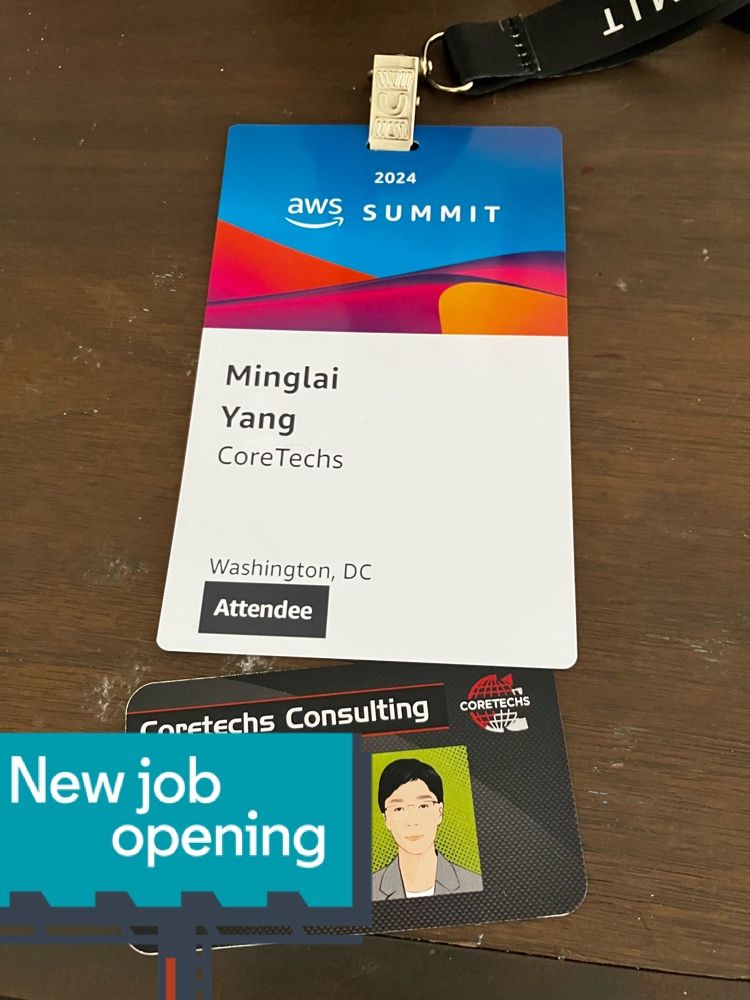 MIT
2024
aws SUMMIT
Minglai
Yang
CoreTechs
Washington, DC
Attendee
Coretechs Consulting
CORETECHS
New job
opening